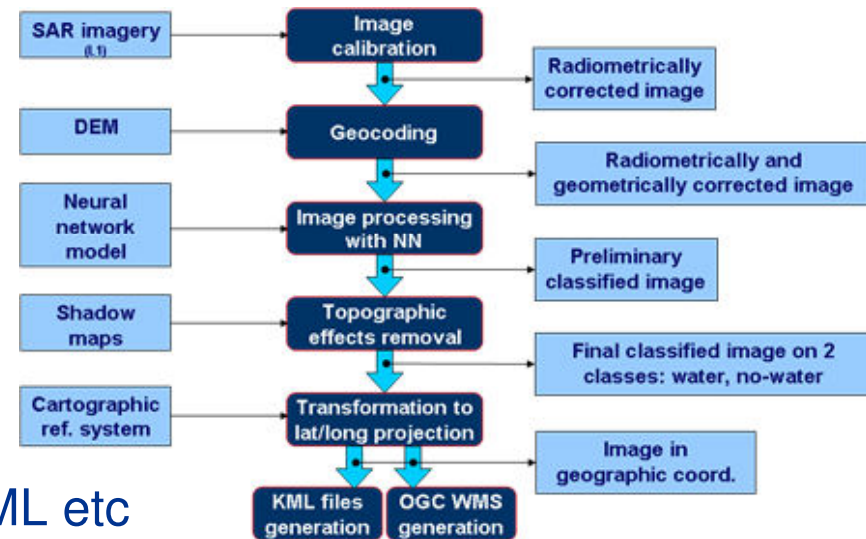 SAR imagery
(L1)
Image
calibration
Radiometrically
corrected image
DEM
Geocoding
Radiometrically and
geometrically corrected image
Neural
network
model
Image processing
with NN
Preliminary
classified image
Shadow
maps
Topographic
effects removal
Final classified image on 2
classes: water, no-water
Cartographic
ref. system
Transformation to
lat/long projection
Image in
geographic coord.
KML files
generation
OGC WMS
generation
ML etc